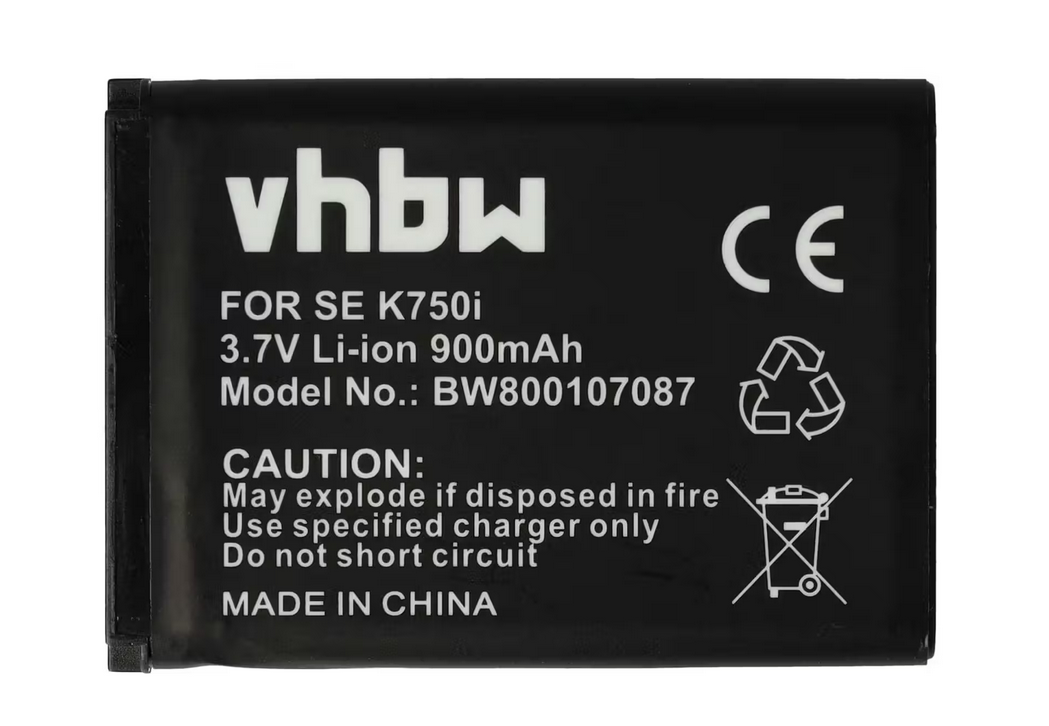 vhbw
CE
FOR SE K750i
3.7V Li-ion 900mAh
Model No.: BW800107087
CAUTION:
May explode if disposed in fire
Use specified charger only
Do not short circuit
MADE IN CHINA